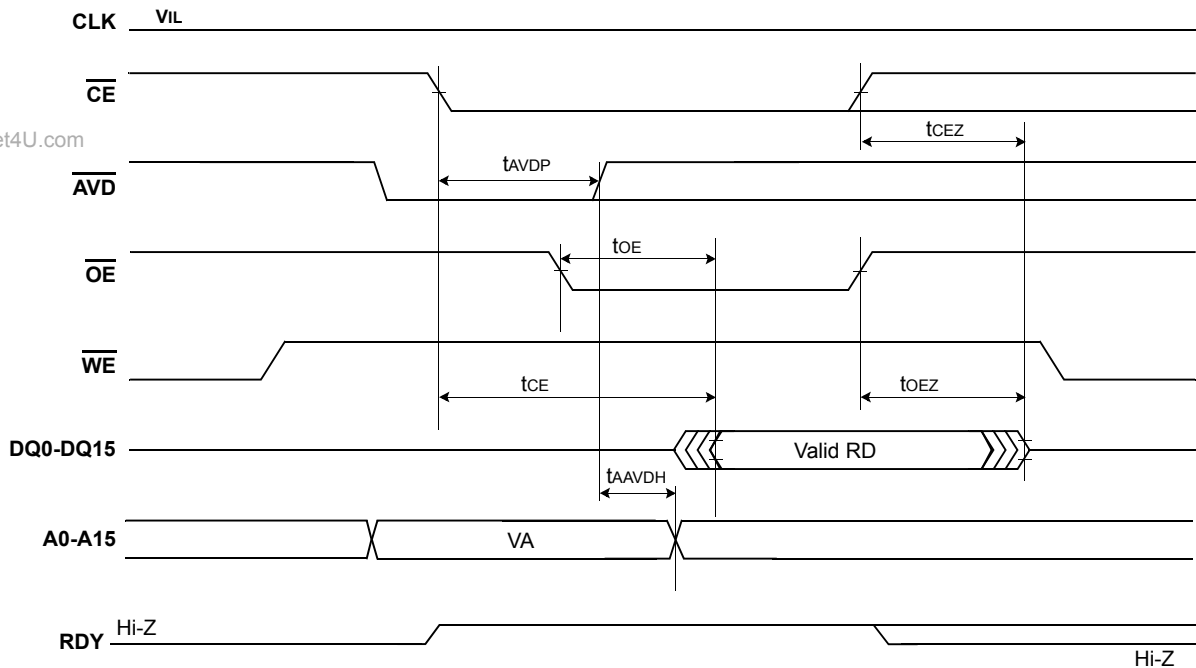 CLK VIL
CE
et4U.com
tCEZ
AVD
tAVDP
OE
tOE
WE
tCE
tOEZ
DQ0-DQ15
Valid RD
tAAVDH
A0-A15
VA
RDY Hi-Z
Hi-Z